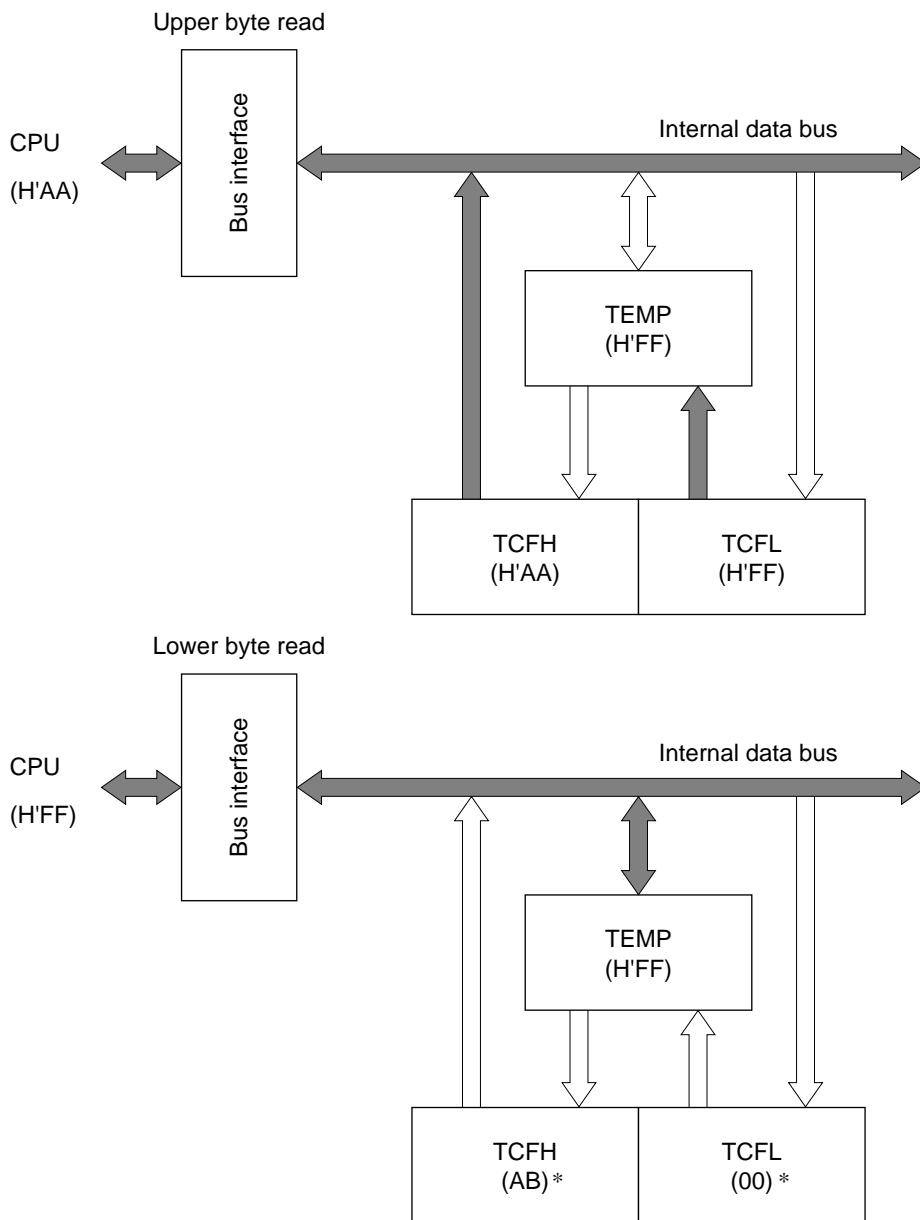 Upper byte read
Bus interface
CPU
(H'AA)
Internal data bus
TEMP
(H'FF)
TCFH
(H'AA)
TCFL
(H'FF)
Lower byte read
Bus interface
CPU
(H'FF)
Internal data bus
TEMP
(H'FF)
TCFH
(AB) *
TCFL
(00) *